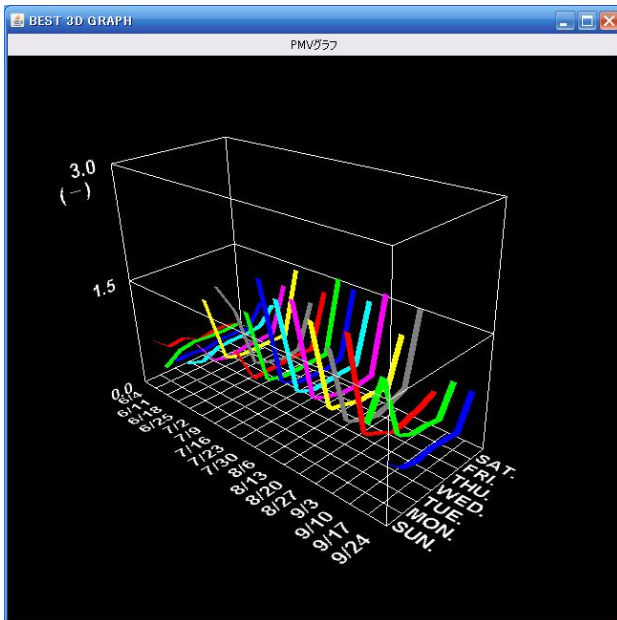 BEST 3D GRAPH
PMVグラフ
3.0
(－)
1.5
0.0
6/4
6/11
6/18
6/25
7/2
7/9
7/16
7/23
7/30
8/6
8/13
8/20
8/27
9/3
9/10
9/17
9/24
SAT.
FRI.
THU.
WED.
TUE.
MON.
SUN.